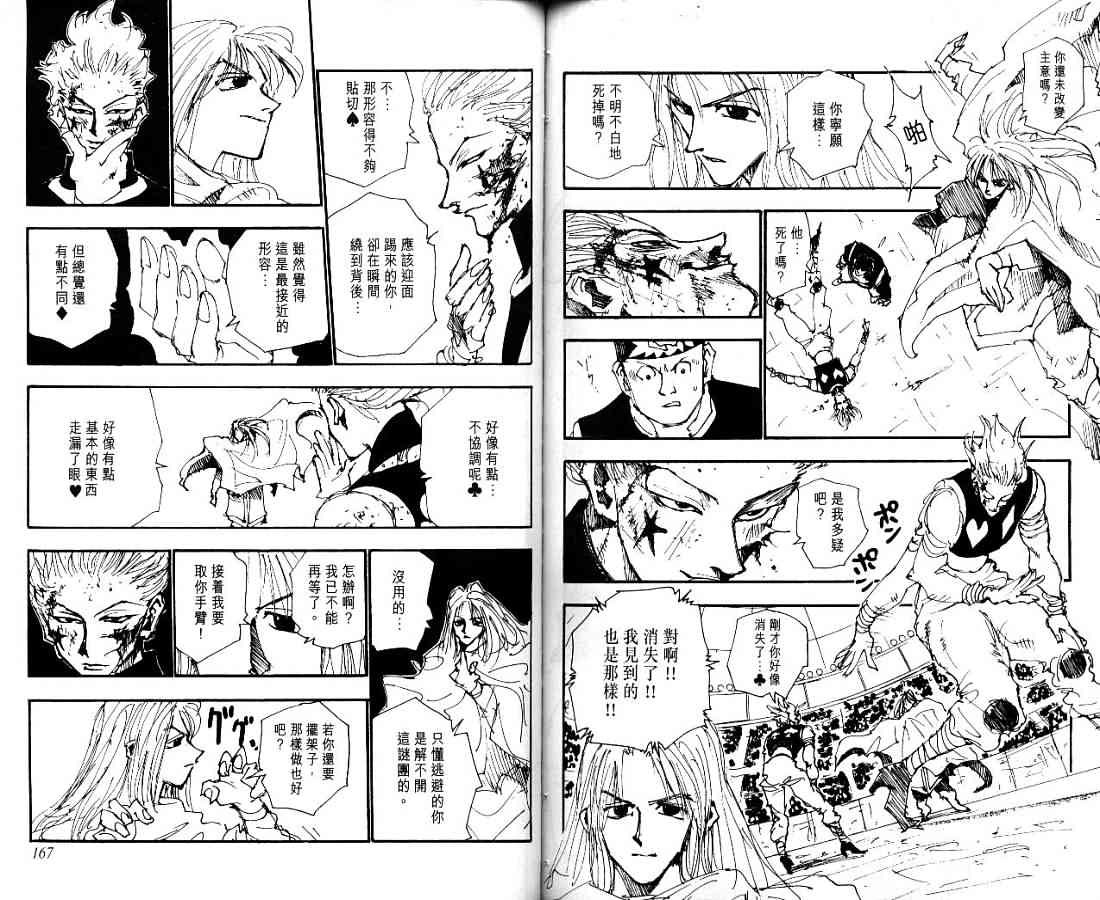 你還未改變
主意嗎？
啪
你寧願
這樣…
不明不白地
死掉嗎？
他…
死了嗎？
是我多疑
吧？
ポン
ポン
剛才你好像
消失了…♣
對啊!!
消失了!!
我見到的
也是那樣!!
不…
那形容得不夠
貼切♠
應該迎面
踢來的你，
卻在瞬間
繞到背後…
雖然覺得
這是最接近的
形容…
但總覺還
有點不同♦
好像有點…
不協調呢♣
好像有點
基本的東西
走漏了眼♥
沒用的…
只懂逃避的你
是解不開
這謎團的。
怎辦啊？
我已不能
再等了。
接着我要
取你手臂！
若你還要
擺架子，
那樣做也好
吧？
グ
グ
167